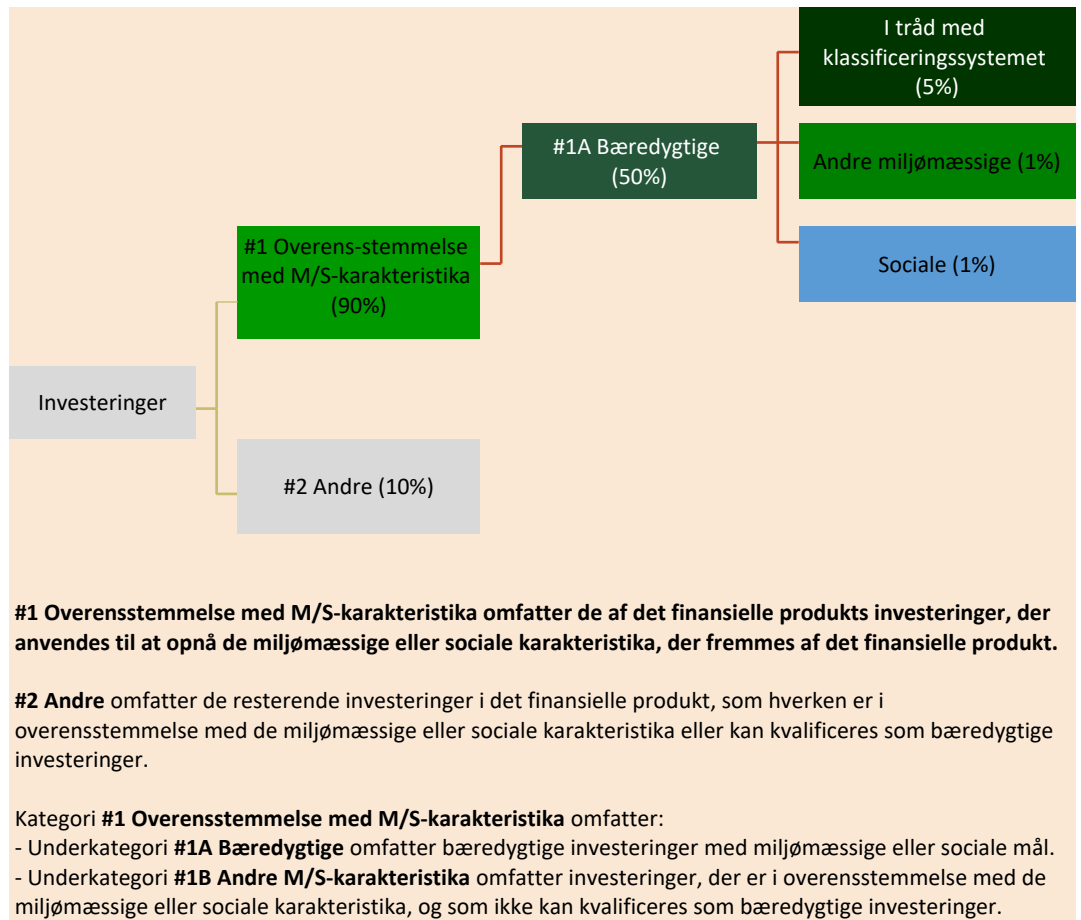 I tråd med
klassificeringssystemet
(5%)
#1A Bæredygtige
(50%)
Andre miljømæssige (1%)
#1 Overens-stemmelse
med M/S-karakteristika
(90%)
Sociale (1%)
Investeringer
#2 Andre (10%)
#1 Overensstemmelse med M/S-karakteristika omfatter de af det finansielle produkts investeringer, der
anvendes til at opnå de miljømæssige eller sociale karakteristika, der fremmes af det finansielle produkt.
#2 Andre omfatter de resterende investeringer i det finansielle produkt, som hverken er i
overensstemmelse med de miljømæssige eller sociale karakteristika eller kan kvalificeres som bæredygtige
investeringer.
Kategori #1 Overensstemmelse med M/S-karakteristika omfatter:
- Underkategori #1A Bæredygtige omfatter bæredygtige investeringer med miljømæssige eller sociale mål.
- Underkategori #1B Andre M/S-karakteristika omfatter investeringer, der er i overensstemmelse med de
miljømæssige eller sociale karakteristika, og som ikke kan kvalificeres som bæredygtige investeringer.